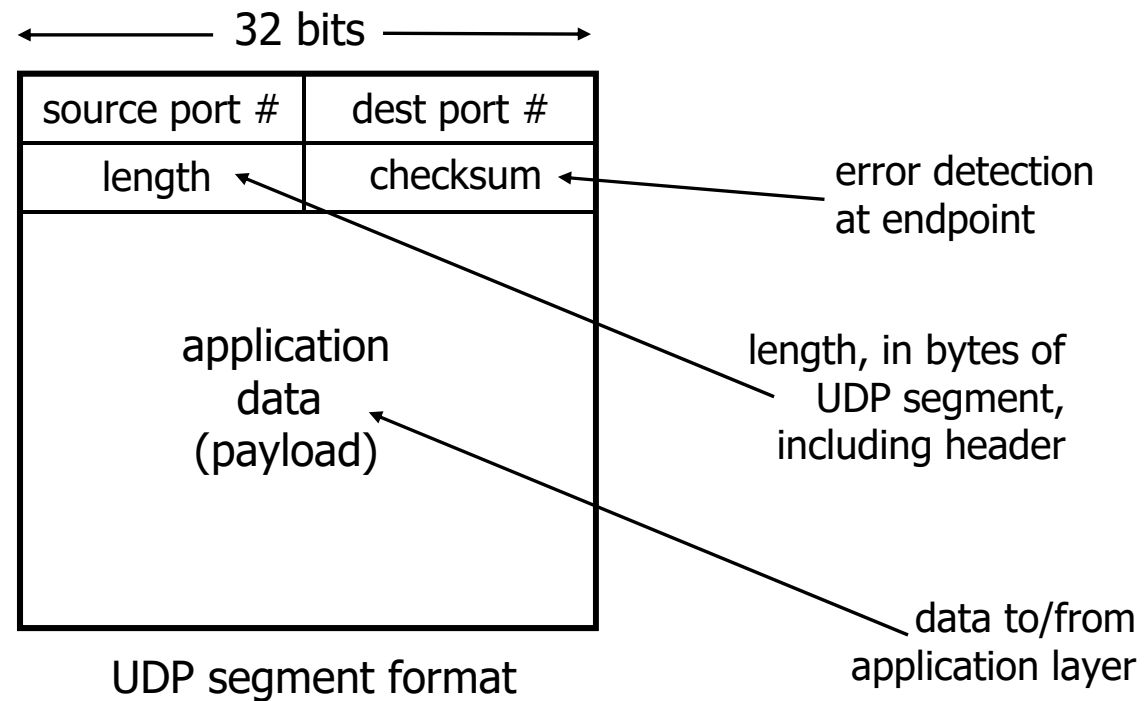 32 bits
source port #
dest port #
length
checksum
error detection
at endpoint
application
data
(payload)
length, in bytes of
UDP segment,
including header
data to/from
application layer
UDP segment format